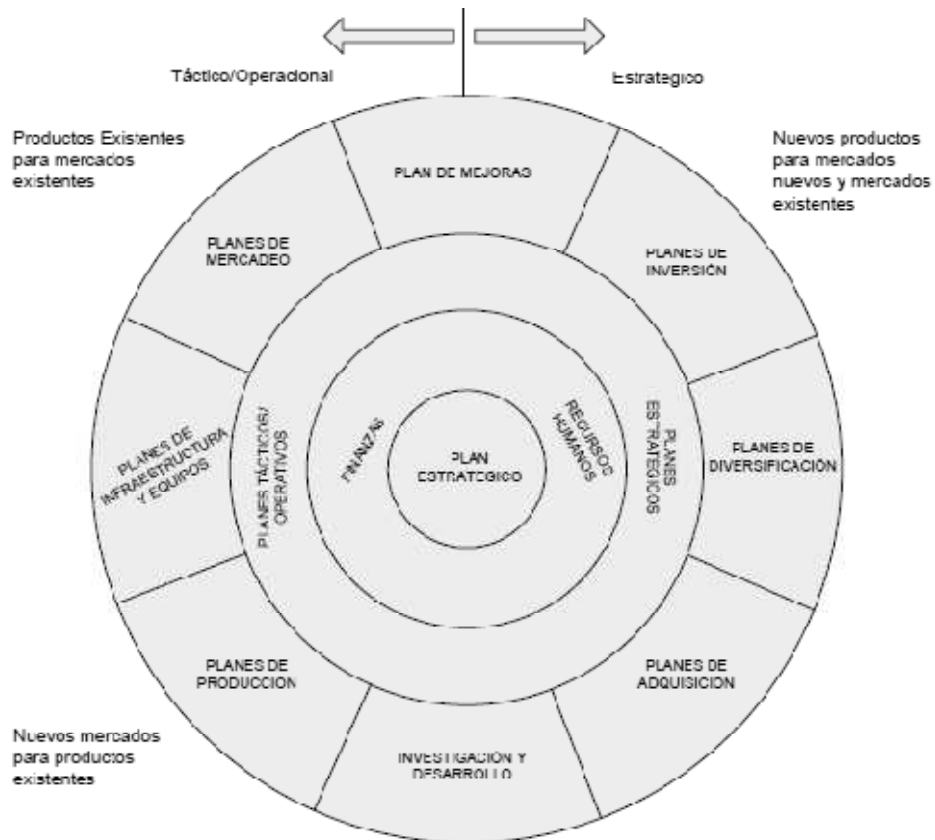 Táctico/Operacional
Estrategico
Productos Existentes
para mercados
existentes
Nuevos productos
para mercados
nuevos y mercados
existentes
PLAN DE MEJORAS
PLANES DE
MERCADEO
PLANES DE
INVERSIÓN
PLANES DE
INFRAESTRUCTURA
Y EQUIPOS
PLANES TÁCTICOS/
OPERATIVOS
FINANZAS
PLAN
ESTRATEGICO
RECURSOS
HUMANOS
PLANES
ESTRATEGICOS
PLANES DE
DIVERSIFICACIÓN
PLANES DE
PRODUCCION
PLANES DE
ADQUISICION
INVESTIGACIÓN Y
DESARROLLO
Nuevos mercados
para productos
existentes